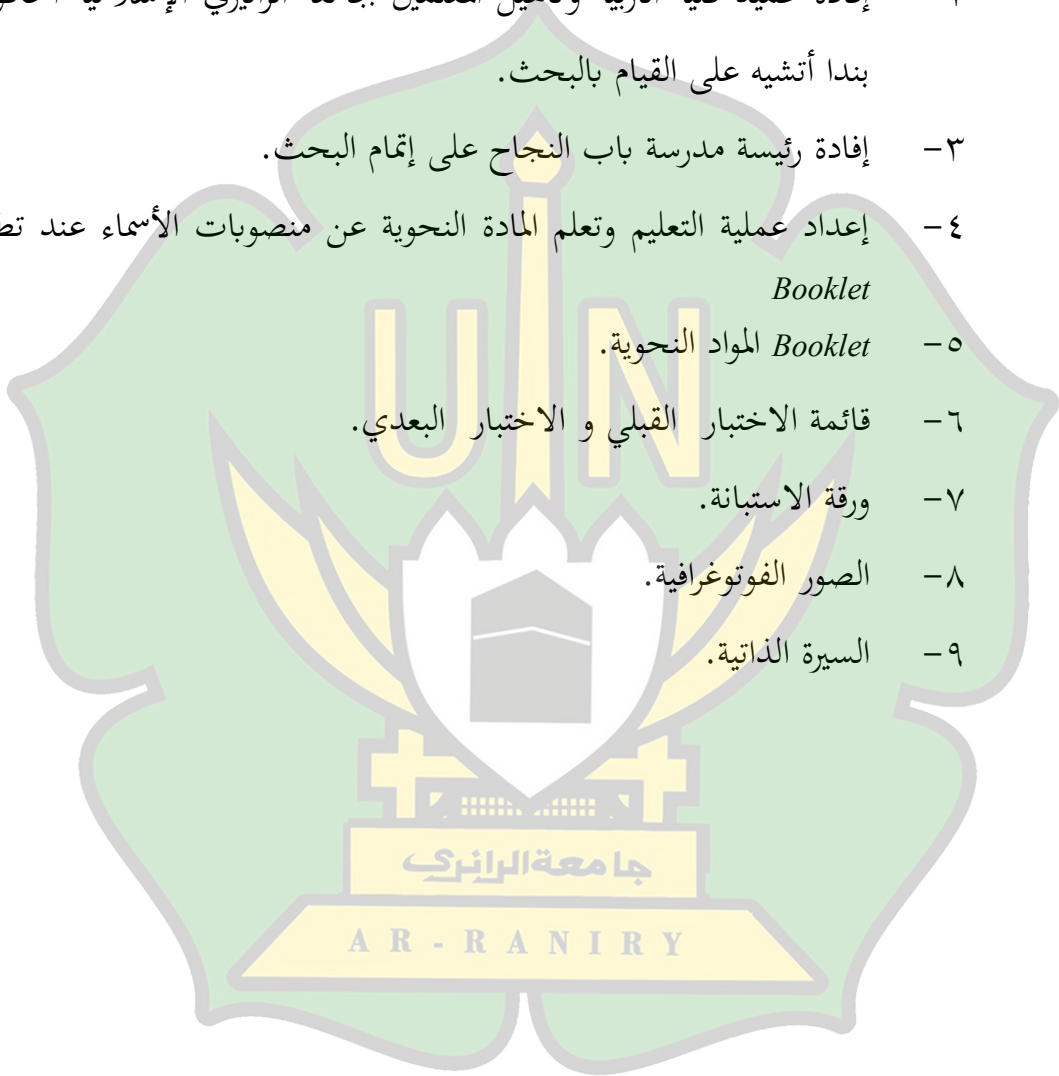 بندا أتشيه على القيام بالبحث.
٣- إفادة رئيسة مدرسة باب النجاح على إتمام البحث.
٤- إعداد عملية التعليم وتعلم المادة النحوية عن منصوبات الأسماء عند
Booklet
٥- Booklet المواد النحوية.
٦- قائمة الاختبار القبلي و الاختبار البعدي.
٧- ورقة الاستبانة.
٨- الصور الفوتوغرافية.
٩- السيرة الذاتية.
UIN
جامعة الرانري
AR-RANIRY